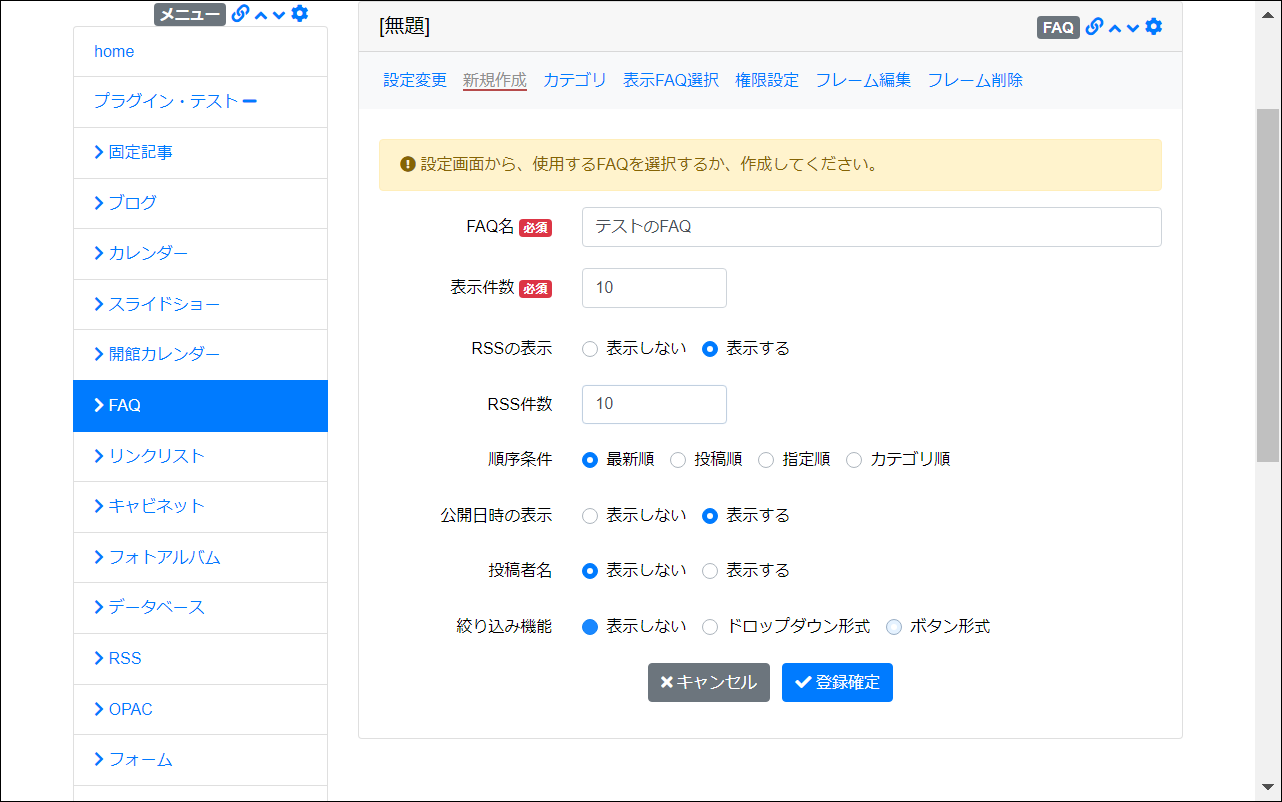 メニュー
home
プラグイン・テスト
固定記事
ブログ
カレンダー
スライドショー
開館カレンダー
FAQ
リンクリスト
キャビネット
フォトアルバム
データベース
RSS
OPAC
フォーム
[無題]
FAQ
設定変更 新規作成 カテゴリ 表示FAQ選択 権限設定 フレーム編集 フレーム削除
設定画面から、使用するFAQを選択するか、作成してください。
FAQ名 必須 テストのFAQ
表示件数 必須 10
RSSの表示 表示しない 表示する
RSS件数 10
順序条件 最新順 投稿順 指定順 カテゴリ順
公開日時の表示 表示しない 表示する
投稿者名 表示しない 表示する
絞り込み機能 表示しない ドロップダウン形式 ボタン形式
キャンセル 登録確定